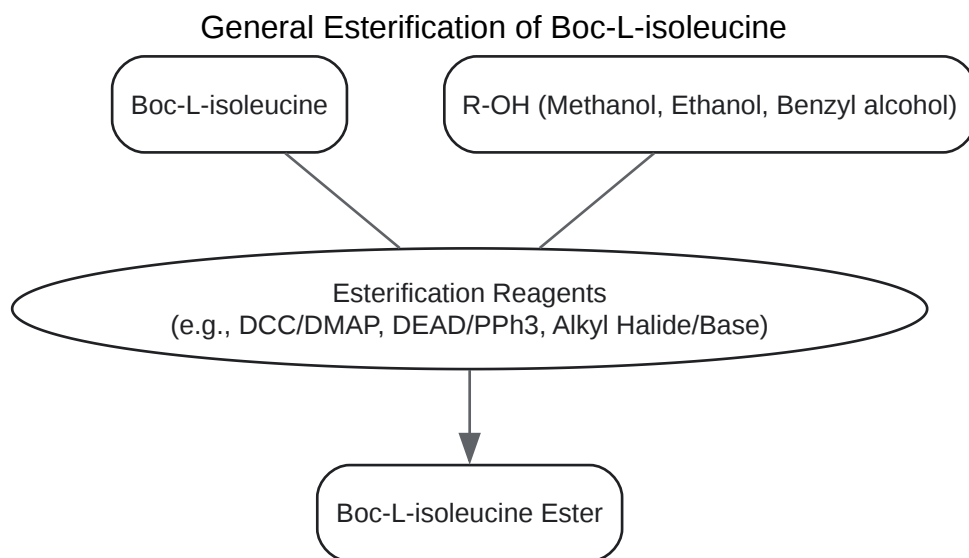 General Esterification of Boc-L-isoleucine
Boc-L-isoleucine
R-OH (Methanol, Ethanol, Benzyl alcohol)
Esterification Reagents
(e.g., DCC/DMAP, DEAD/PPh3, Alkyl Halide/Base)
Boc-L-isoleucine Ester